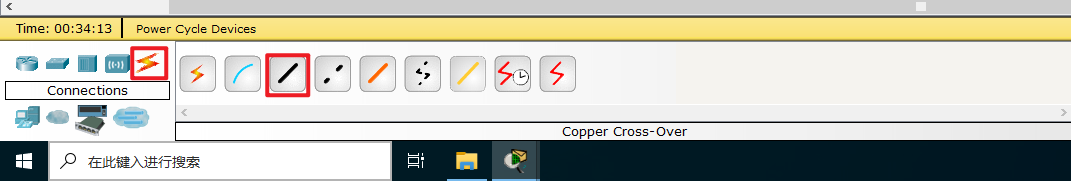 Time: 00:34:13
Power Cycle Devices
Connections
Copper Cross-Over
在此键入进行搜索